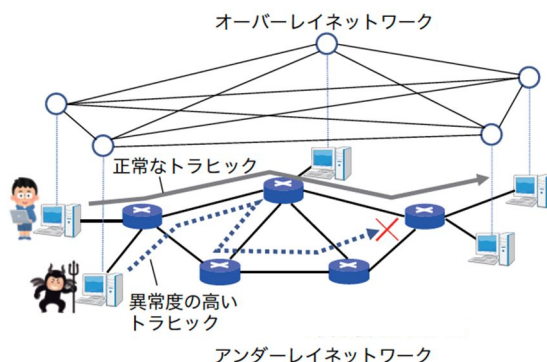 オーバーレイネットワーク
正常なトラヒック
異常度の高い
トラヒック
アンダーレイネットワーク